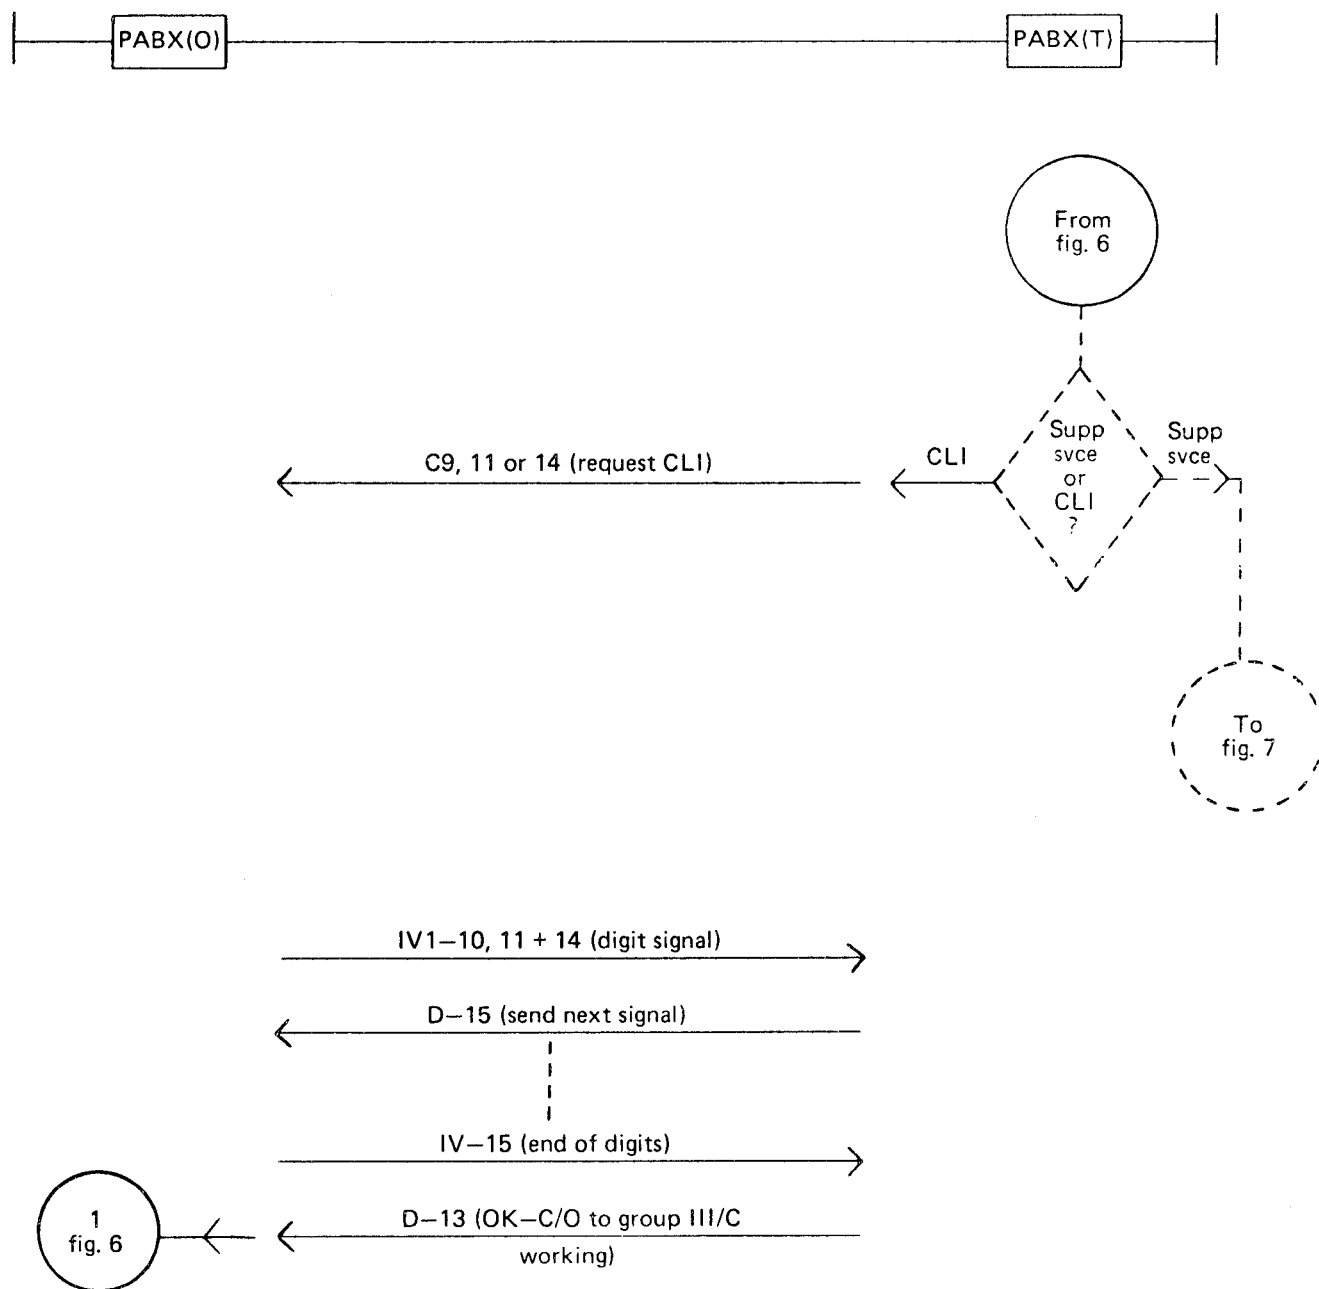 PABX(O)
PABX(T)
From
fig. 6
Supp
svce
or
CLI
?
CLI
Supp
svce
C9, 11 or 14 (request CLI)
To
fig. 7
IV1–10, 11 + 14 (digit signal)
D–15 (send next signal)
IV–15 (end of digits)
D–13 (OK–C/O to group III/C
working)
1
fig. 6